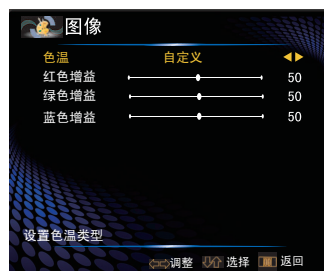 图像
色温 自定义
红色增益 50
绿色增益 50
蓝色增益 50
设置色温类型
调整 选择 返回